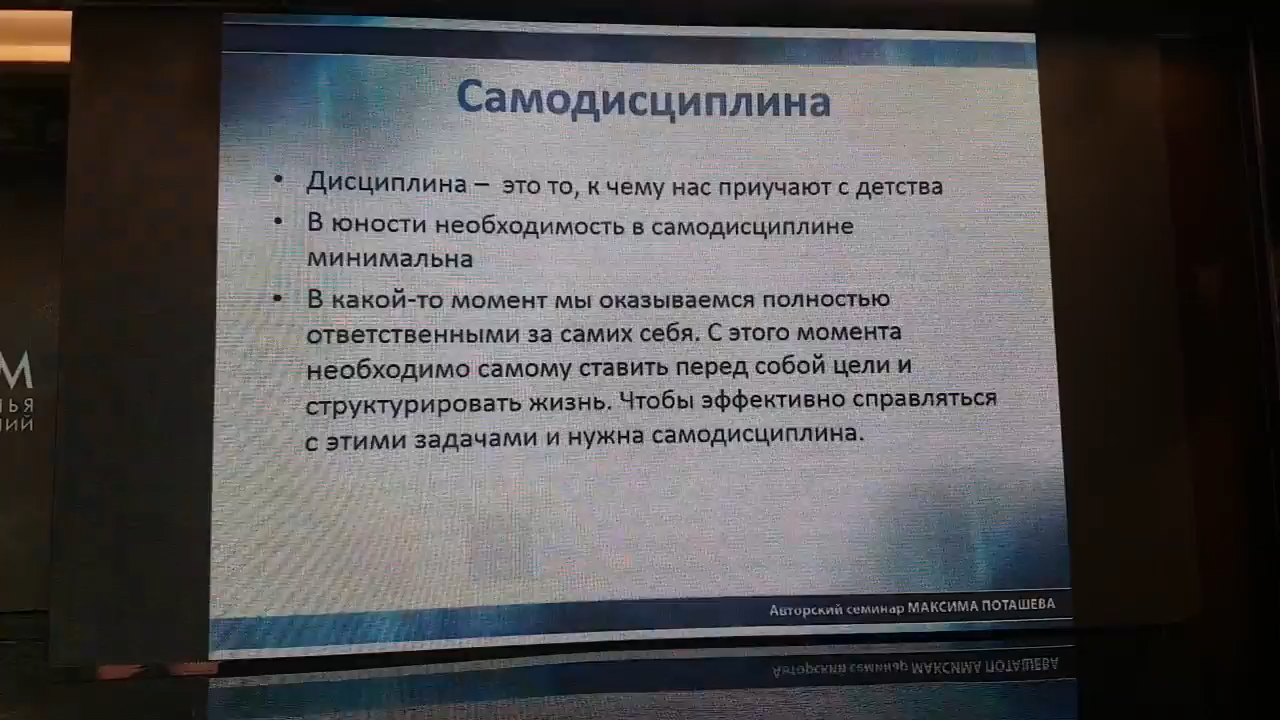 Самодисциплина
• Дисциплина – это то, к чему нас приучают с детства
• В юности необходимость в самодисциплине
минимальна
• В какой-то момент мы оказываемся полностью
ответственными за самих себя. С этого момента
необходимо самому ставить перед собой цели и
структурировать жизнь. Чтобы эффективно справляться
с этими задачами и нужна самодисциплина.
Авторский семинар МАКСИМА ПОТАШЕВА